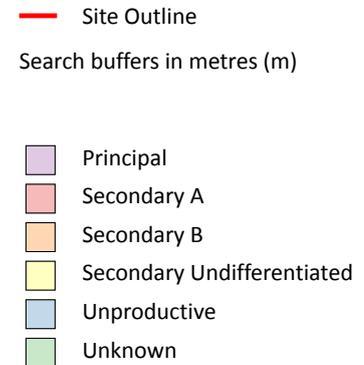 Site Outline
Search buffers in metres (m)
Principal
Secondary A
Secondary B
Secondary Undifferentiated
Unproductive
Unknown